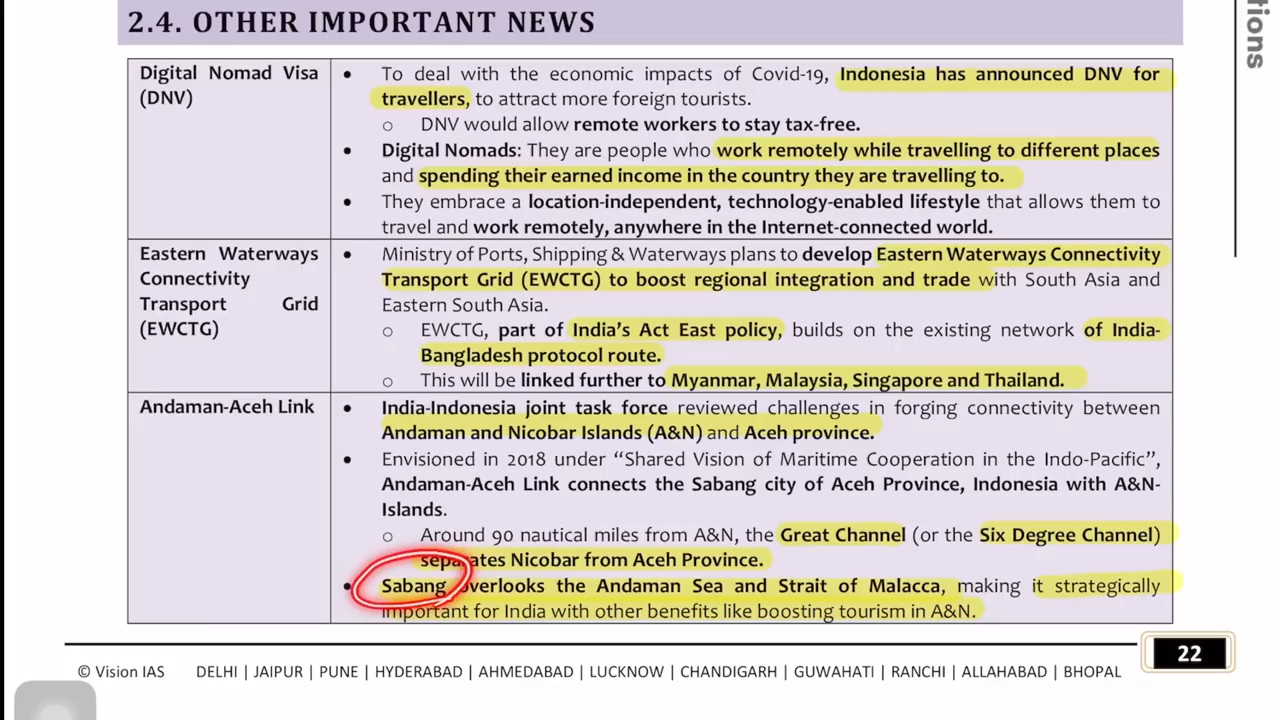 2.4. OTHER IMPORTANT NEWS
tions
Digital Nomad Visa
(DNV)
• To deal with the economic impacts of Covid-19, Indonesia has announced DNV for
travellers, to attract more foreign tourists.
o DNV would allow remote workers to stay tax-free.
• Digital Nomads: They are people who work remotely while travelling to different places
and spending their earned income in the country they are travelling to.
• They embrace a location-independent, technology-enabled lifestyle that allows them to
travel and work remotely, anywhere in the Internet-connected world.
Eastern Waterways
Connectivity
Transport Grid
(EWCTG)
• Ministry of Ports, Shipping & Waterways plans to develop Eastern Waterways Connectivity
Transport Grid (EWCTG) to boost regional integration and trade with South Asia and
Eastern South Asia.
o EWCTG, part of India's Act East policy, builds on the existing network of India-
Bangladesh protocol route.
o This will be linked further to Myanmar, Malaysia, Singapore and Thailand.
Andaman-Aceh Link
• India-Indonesia joint task force reviewed challenges in forging connectivity between
Andaman and Nicobar Islands (A&N) and Aceh province.
• Envisioned in 2018 under “Shared Vision of Maritime Cooperation in the Indo-Pacific”,
Andaman-Aceh Link connects the Sabang city of Aceh Province, Indonesia with A&N-
Islands.
o Around 90 nautical miles from A&N, the Great Channel (or the Six Degree Channel)
separates Nicobar from Aceh Province.
• Sabang overlooks the Andaman Sea and Strait of Malacca, making it strategically
important for India with other benefits like boosting tourism in A&N.
22
© Vision IAS DELHI | JAIPUR | PUNE | HYDERABAD | AHMEDABAD | LUCKNOW | CHANDIGARH | GUWAHATI | RANCHI | ALLAHABAD | BHOPAL